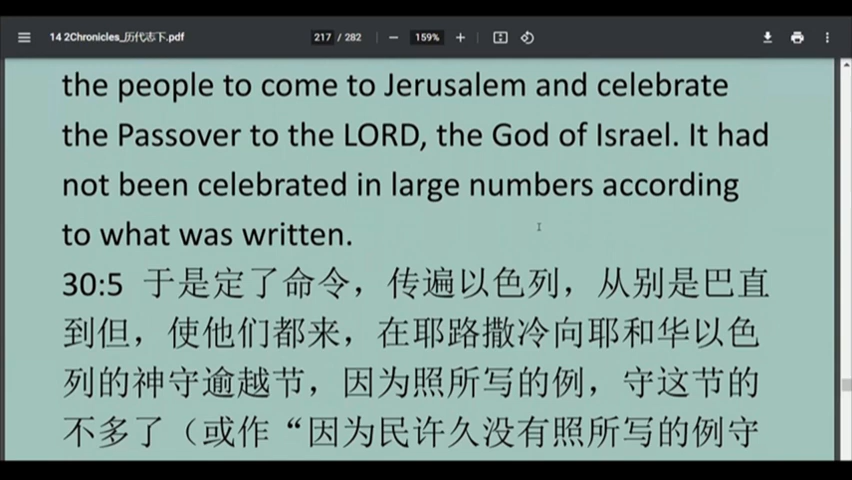 14 2Chronicles_历代志下.pdf
217 / 282
159%
the people to come to Jerusalem and celebrate
the Passover to the LORD, the God of Israel. It had
not been celebrated in large numbers according
to what was written.
30:5 于是定了命令，传遍以色列，从别是巴直
到但，使他们都来，在耶路撒冷向耶和华以色
列的神守逾越节，因为照所写的例，守这节的
不多了（或作“因为民许久没有照所写的例守